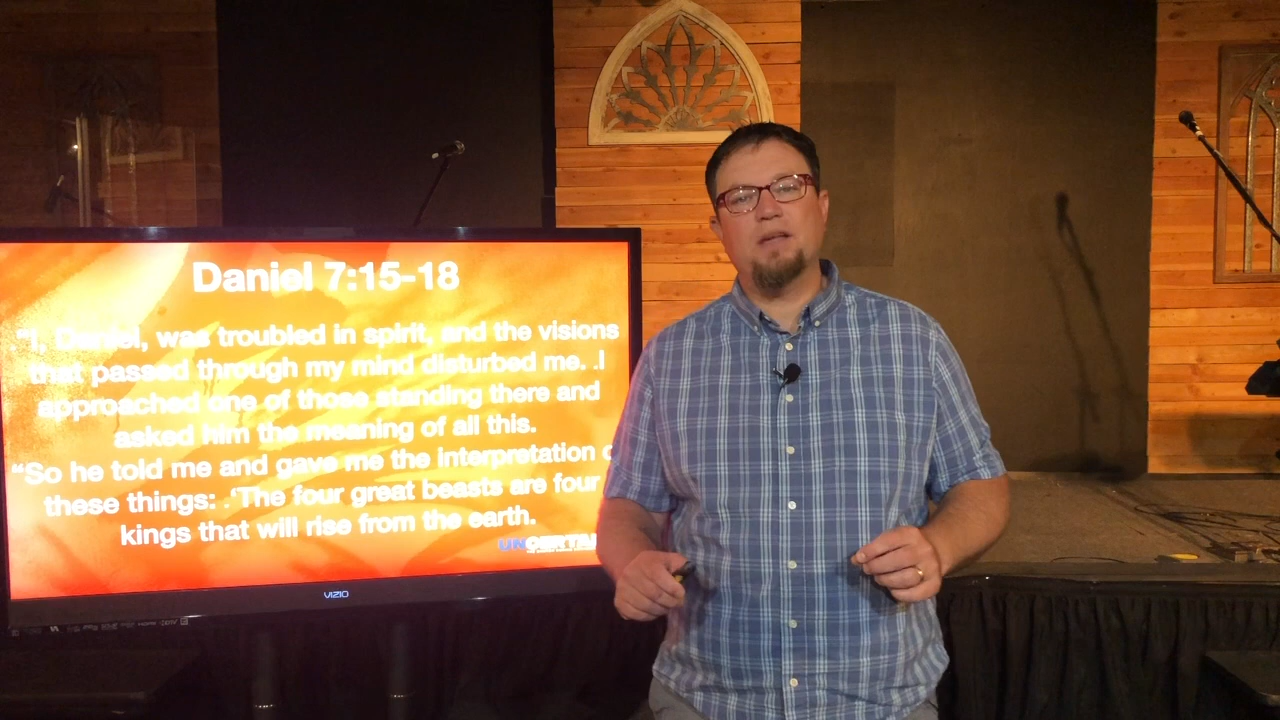 Daniel 7:15-18
“I, Daniel, was troubled in spirit, and the visions
that passed through my mind disturbed me. .I
approached one of those standing there and
asked him the meaning of all this.
“So he told me and gave me the interpretation
these things: .‘The four great beasts are four
kings that will rise from the earth.
VIZIO